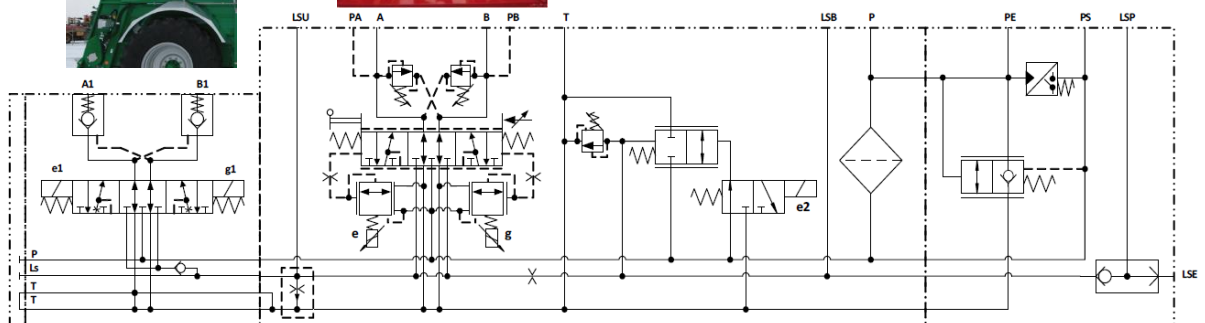 LSU PA A B PB T LSB P PE PS LSP
A1 B1
e1 g1
e2
e g
P
Ls
LSE
T
T